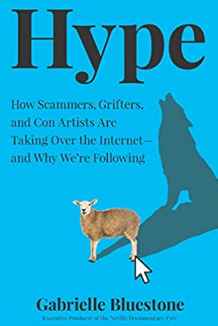 Hype
How Scammers, Grifters,
and Con Artists Are
Taking Over the Internet—
and Why We're Following
Gabrielle Bluestone
Executive Producer of the Netflix Documentary Fyre